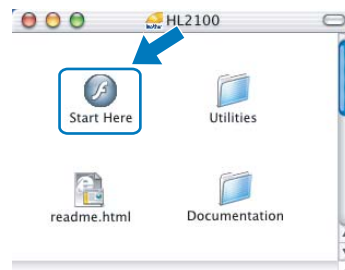 HL2100
Start Here
Utilities
readme.html
Documentation